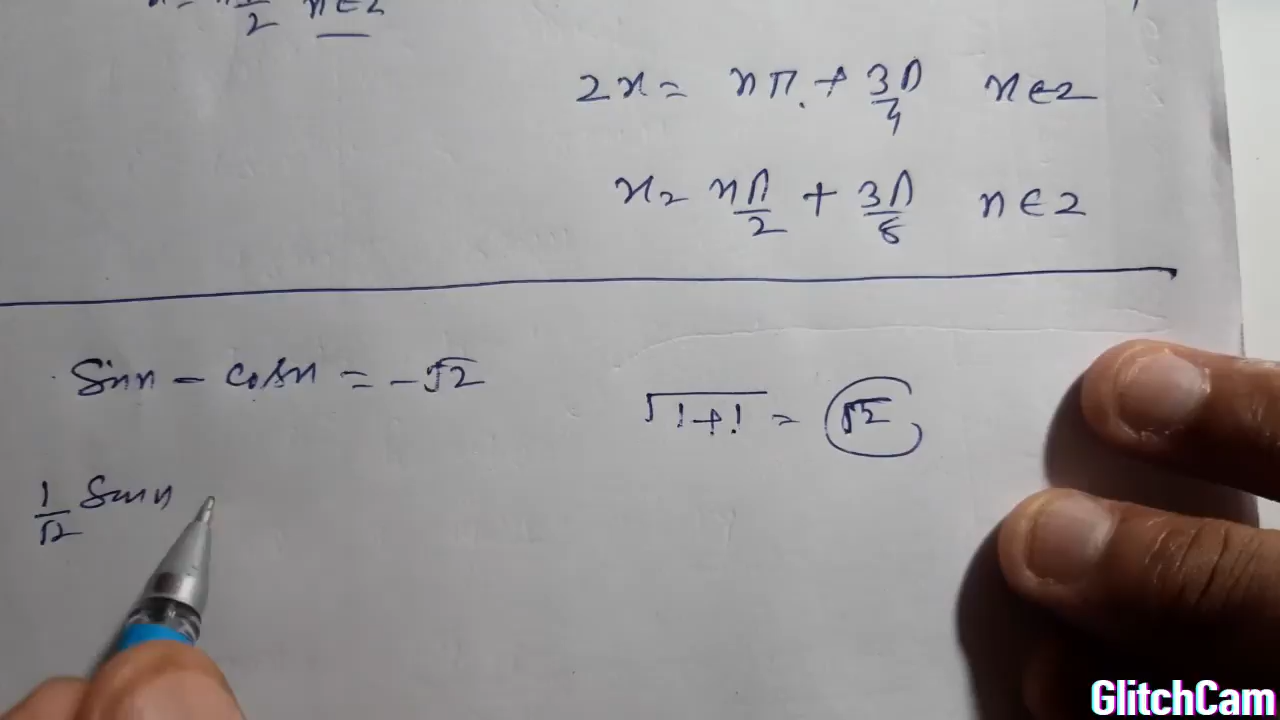 n ∈ z
2x = nπ + 3π/4 n ∈ z
x = nπ/2 + 3π/8 n ∈ z
Sinx - cosx = -√2
√1+1 = √2
1/√2 Sinx
GlitchCam